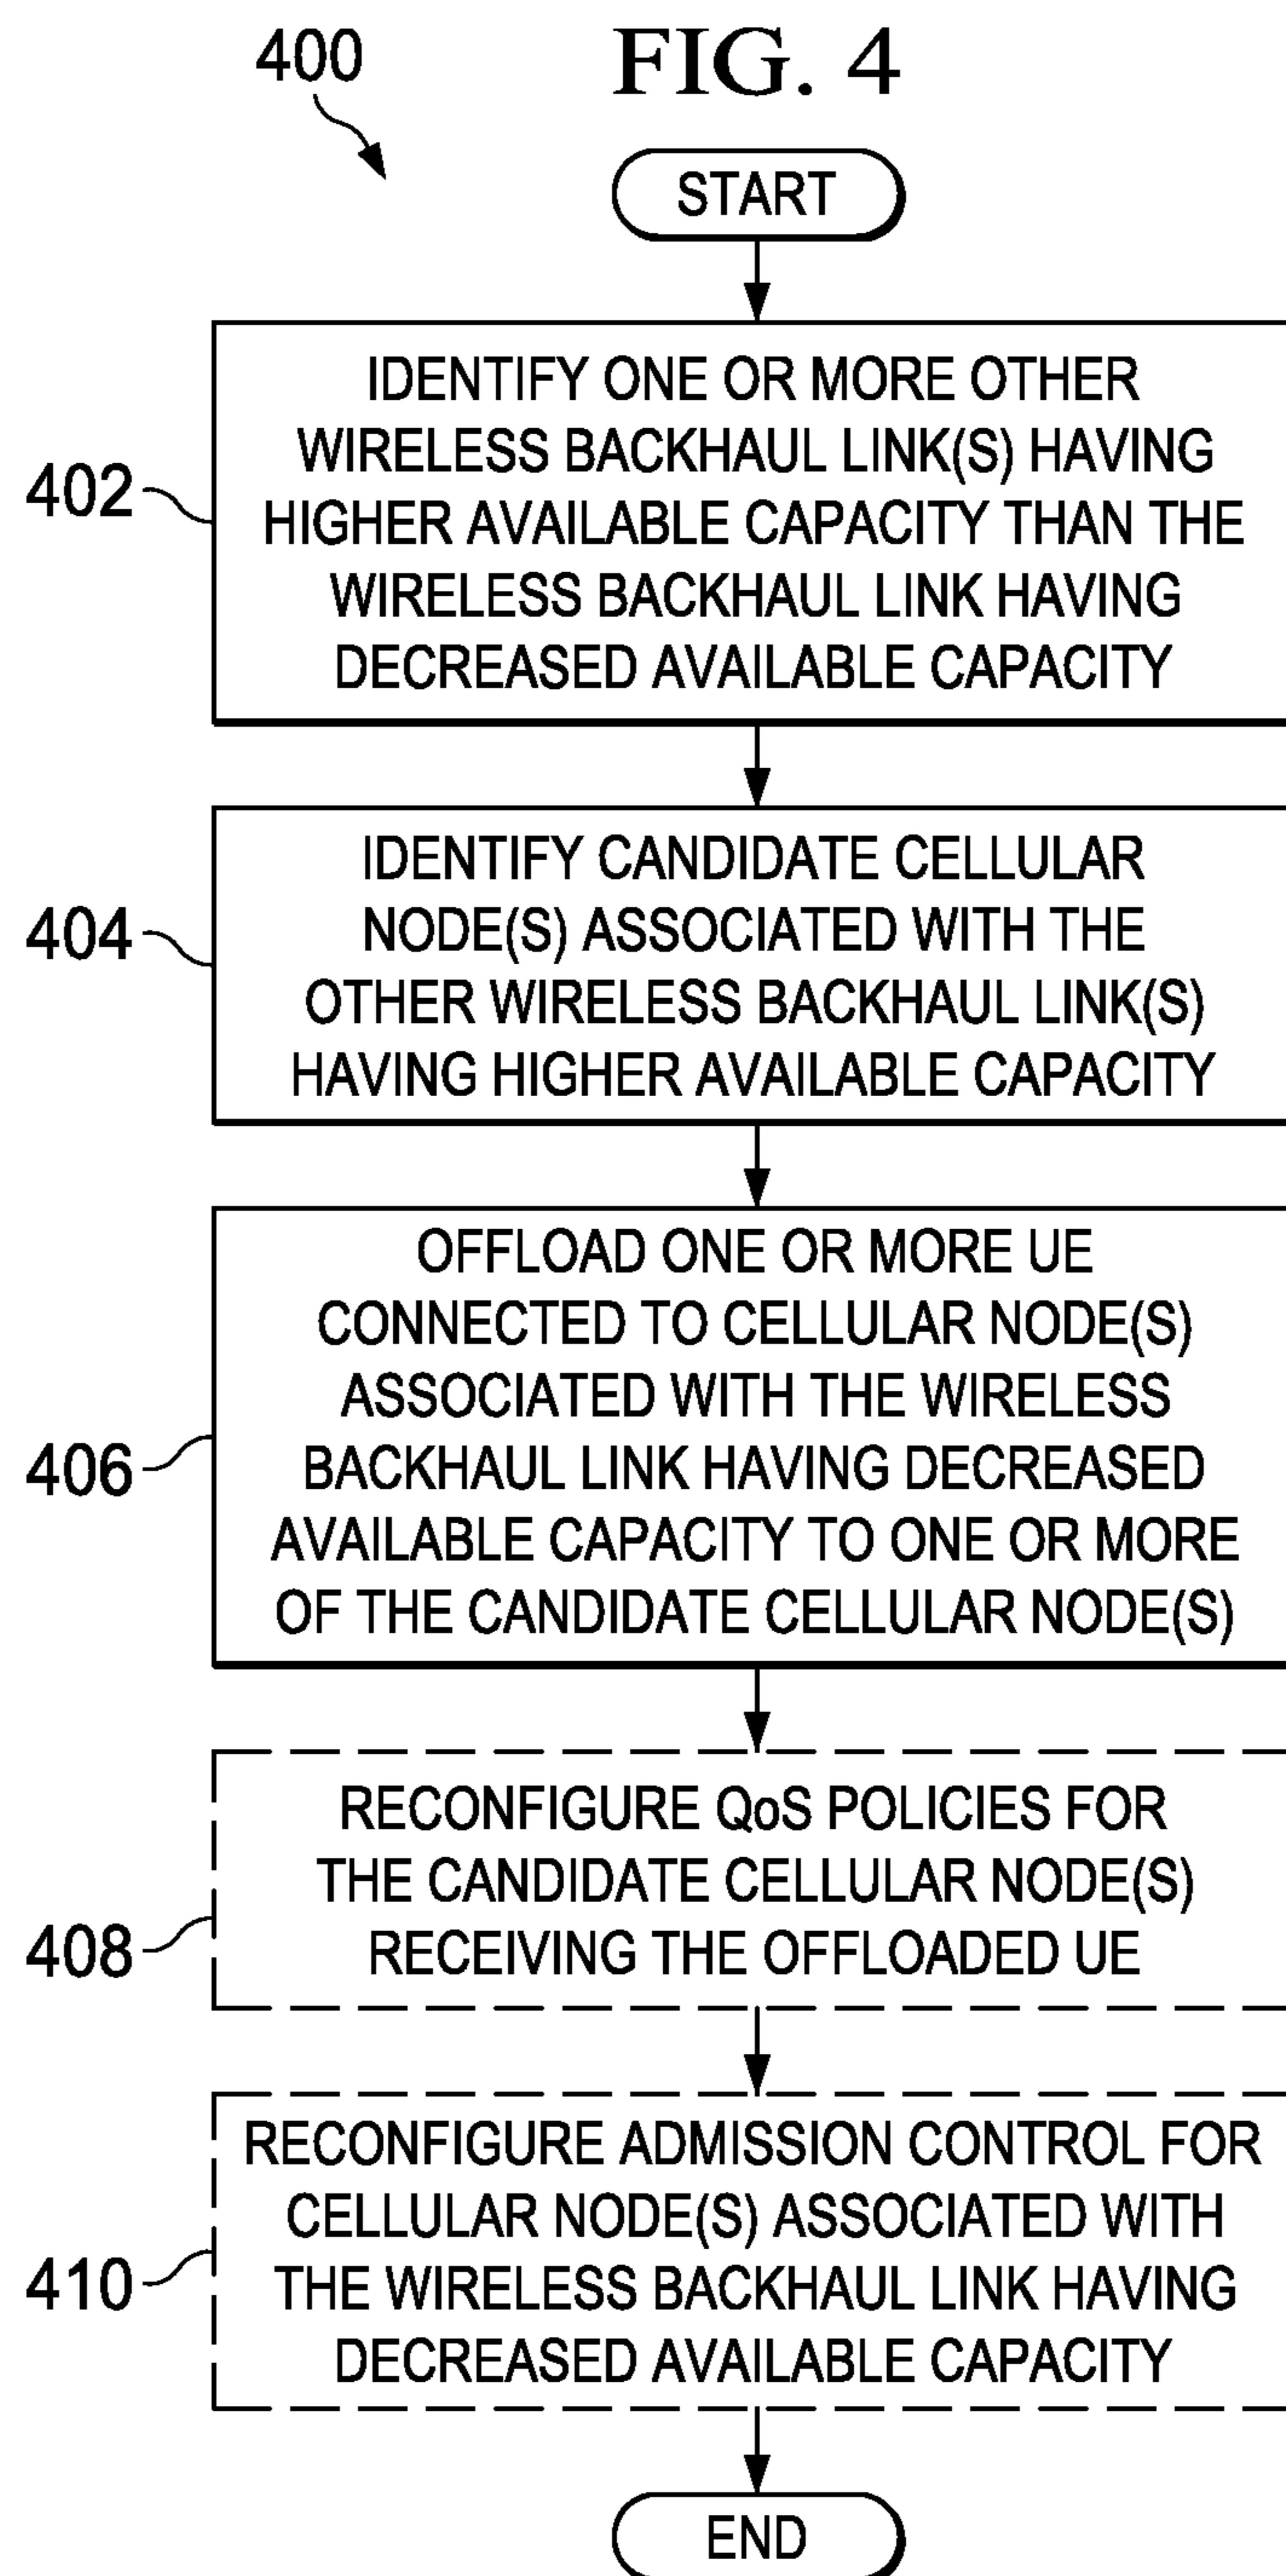 400
FIG. 4
START
402
IDENTIFY ONE OR MORE OTHER
WIRELESS BACKHAUL LINK(S) HAVING
HIGHER AVAILABLE CAPACITY THAN THE
WIRELESS BACKHAUL LINK HAVING
DECREASED AVAILABLE CAPACITY
404
IDENTIFY CANDIDATE CELLULAR
NODE(S) ASSOCIATED WITH THE
OTHER WIRELESS BACKHAUL LINK(S)
HAVING HIGHER AVAILABLE CAPACITY
406
OFFLOAD ONE OR MORE UE
CONNECTED TO CELLULAR NODE(S)
ASSOCIATED WITH THE WIRELESS
BACKHAUL LINK HAVING DECREASED
AVAILABLE CAPACITY TO ONE OR MORE
OF THE CANDIDATE CELLULAR NODE(S)
408
RECONFIGURE QoS POLICIES FOR
THE CANDIDATE CELLULAR NODE(S)
RECEIVING THE OFFLOADED UE
410
RECONFIGURE ADMISSION CONTROL FOR
CELLULAR NODE(S) ASSOCIATED WITH
THE WIRELESS BACKHAUL LINK HAVING
DECREASED AVAILABLE CAPACITY
END